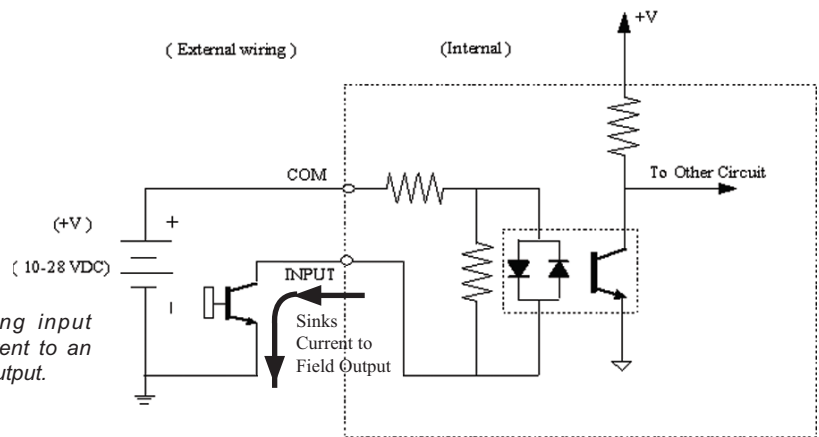 +V
( External wiring)
(Internal )
To Other Circuit
COM
(+V )
+
( 10-28 VDC)
INPUT
Sinks
Current to
Field Output
ng input
ent to an
utput.